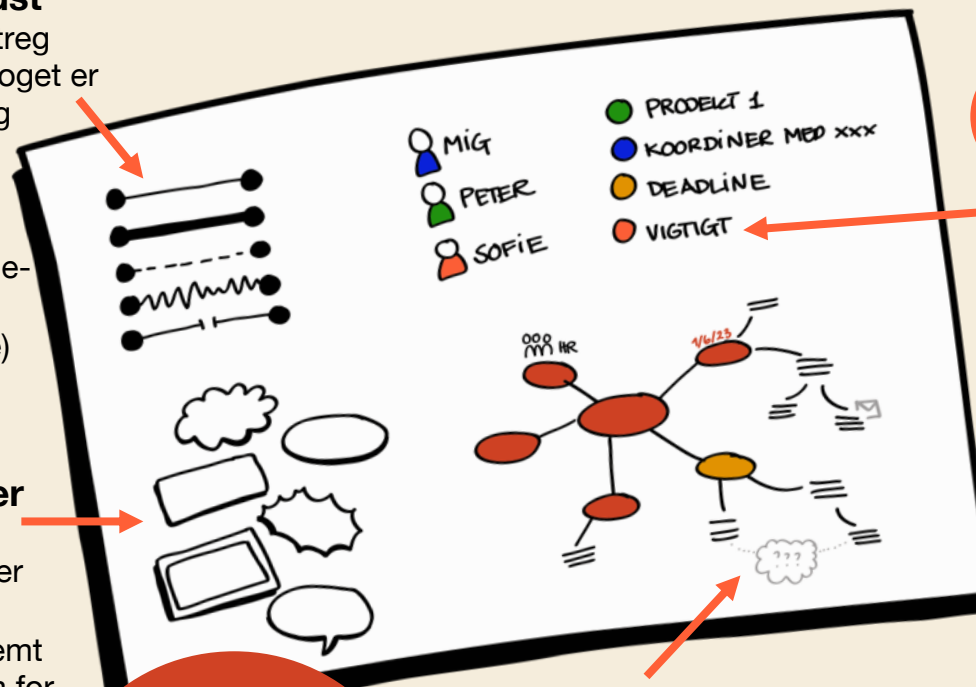 treg
oget er
g
e-
)
er
er
emt
for
MiG
PETER
SOFiE
PROJEKT 1
KOORDiNER MED xxx
DEADLiNE
ViGTiGT
HR
1/6/23
???